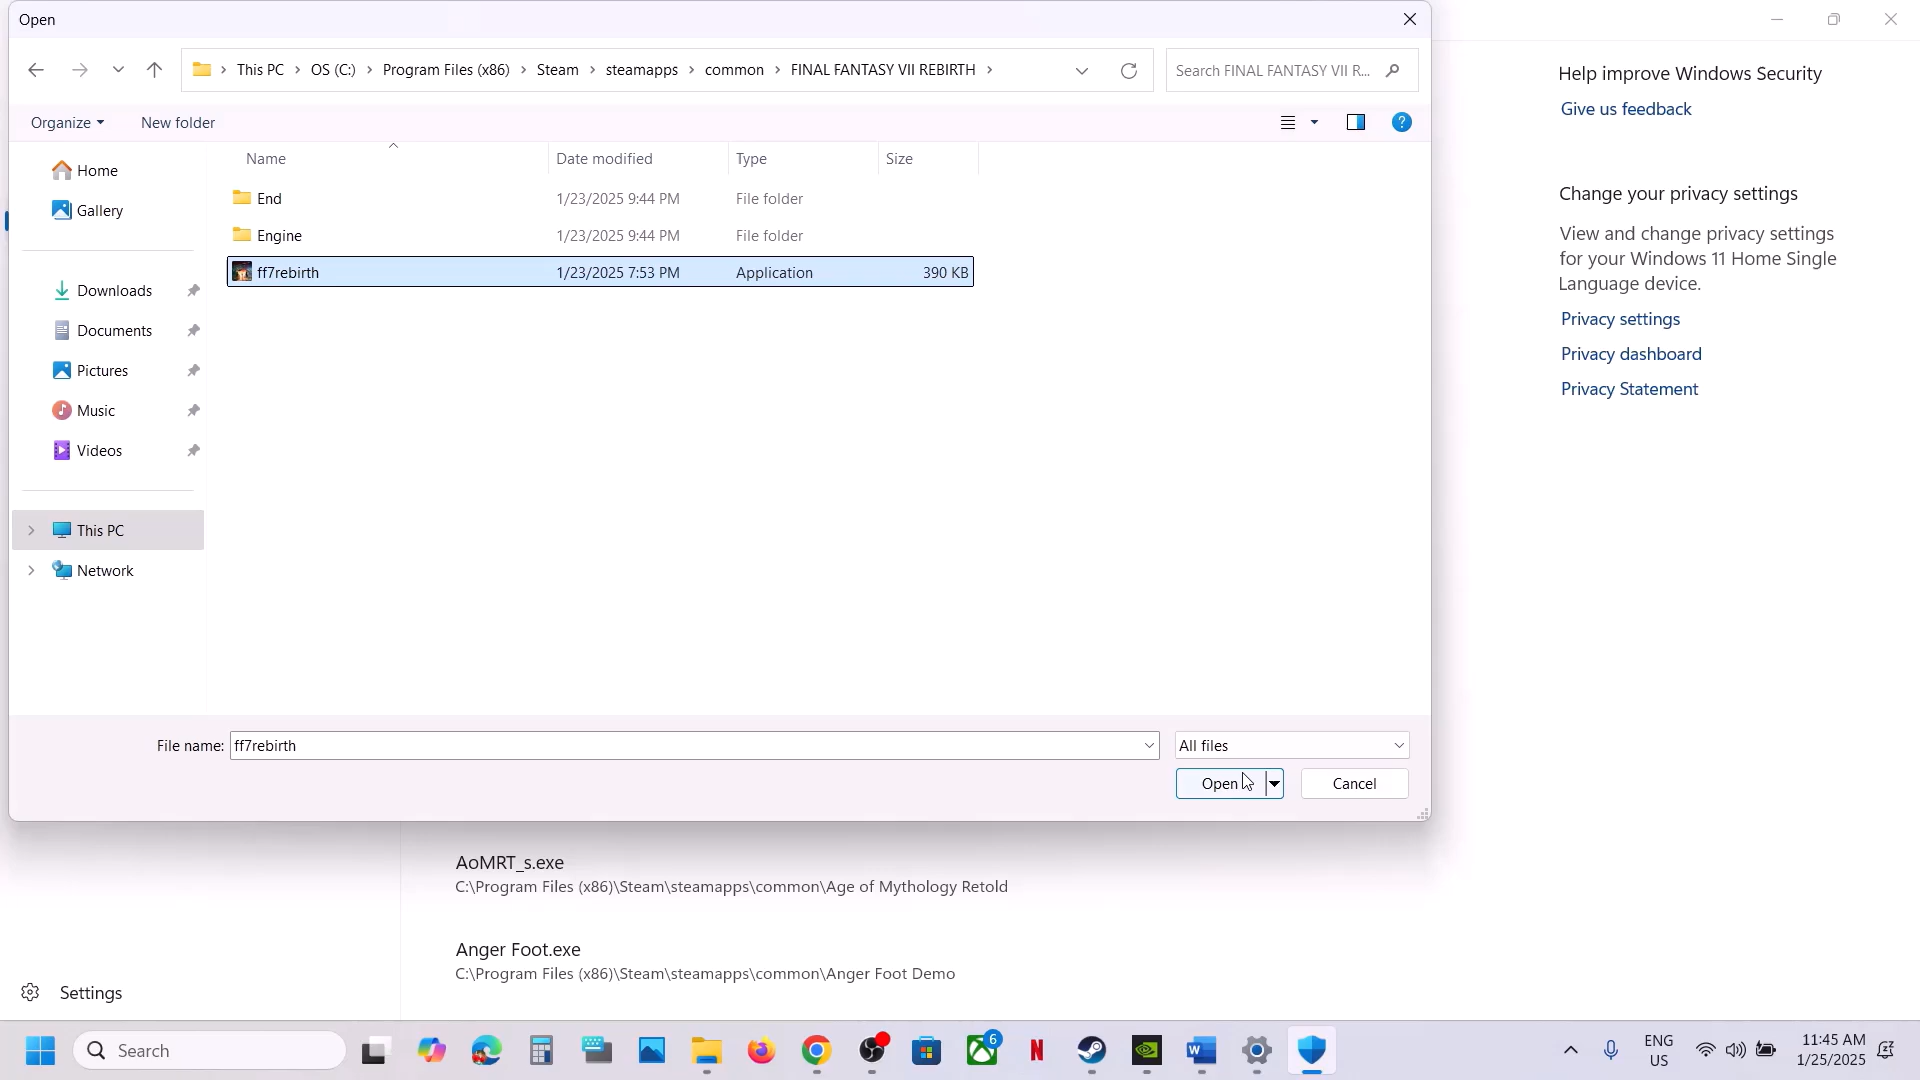 Open
This PC > OS (C:) > Program Files (x86) > Steam > steamapps > common > FINAL FANTASY VII REBIRTH >
Search FINAL FANTASY VII R...
Organize
New folder
?
Name
Date modified
Type
Size
End
1/23/2025 9:44 PM
File folder
Engine
1/23/2025 9:44 PM
File folder
ff7rebirth
1/23/2025 7:53 PM
Application
390 KB
Home
Gallery
Downloads
Documents
Pictures
Music
Videos
This PC
Network
File name:
ff7rebirth
All files
Open
Cancel
Help improve Windows Security
Give us feedback
Change your privacy settings
View and change privacy settings
for your Windows 11 Home Single
Language device.
Privacy settings
Privacy dashboard
Privacy Statement
AoMRT_s.exe
C:\Program Files (x86)\Steam\steamapps\common\Age of Mythology Retold
Anger Foot.exe
C:\Program Files (x86)\Steam\steamapps\common\Anger Foot Demo
Settings
Search
6
N
W
ENG
US
11:45 AM
1/25/2025